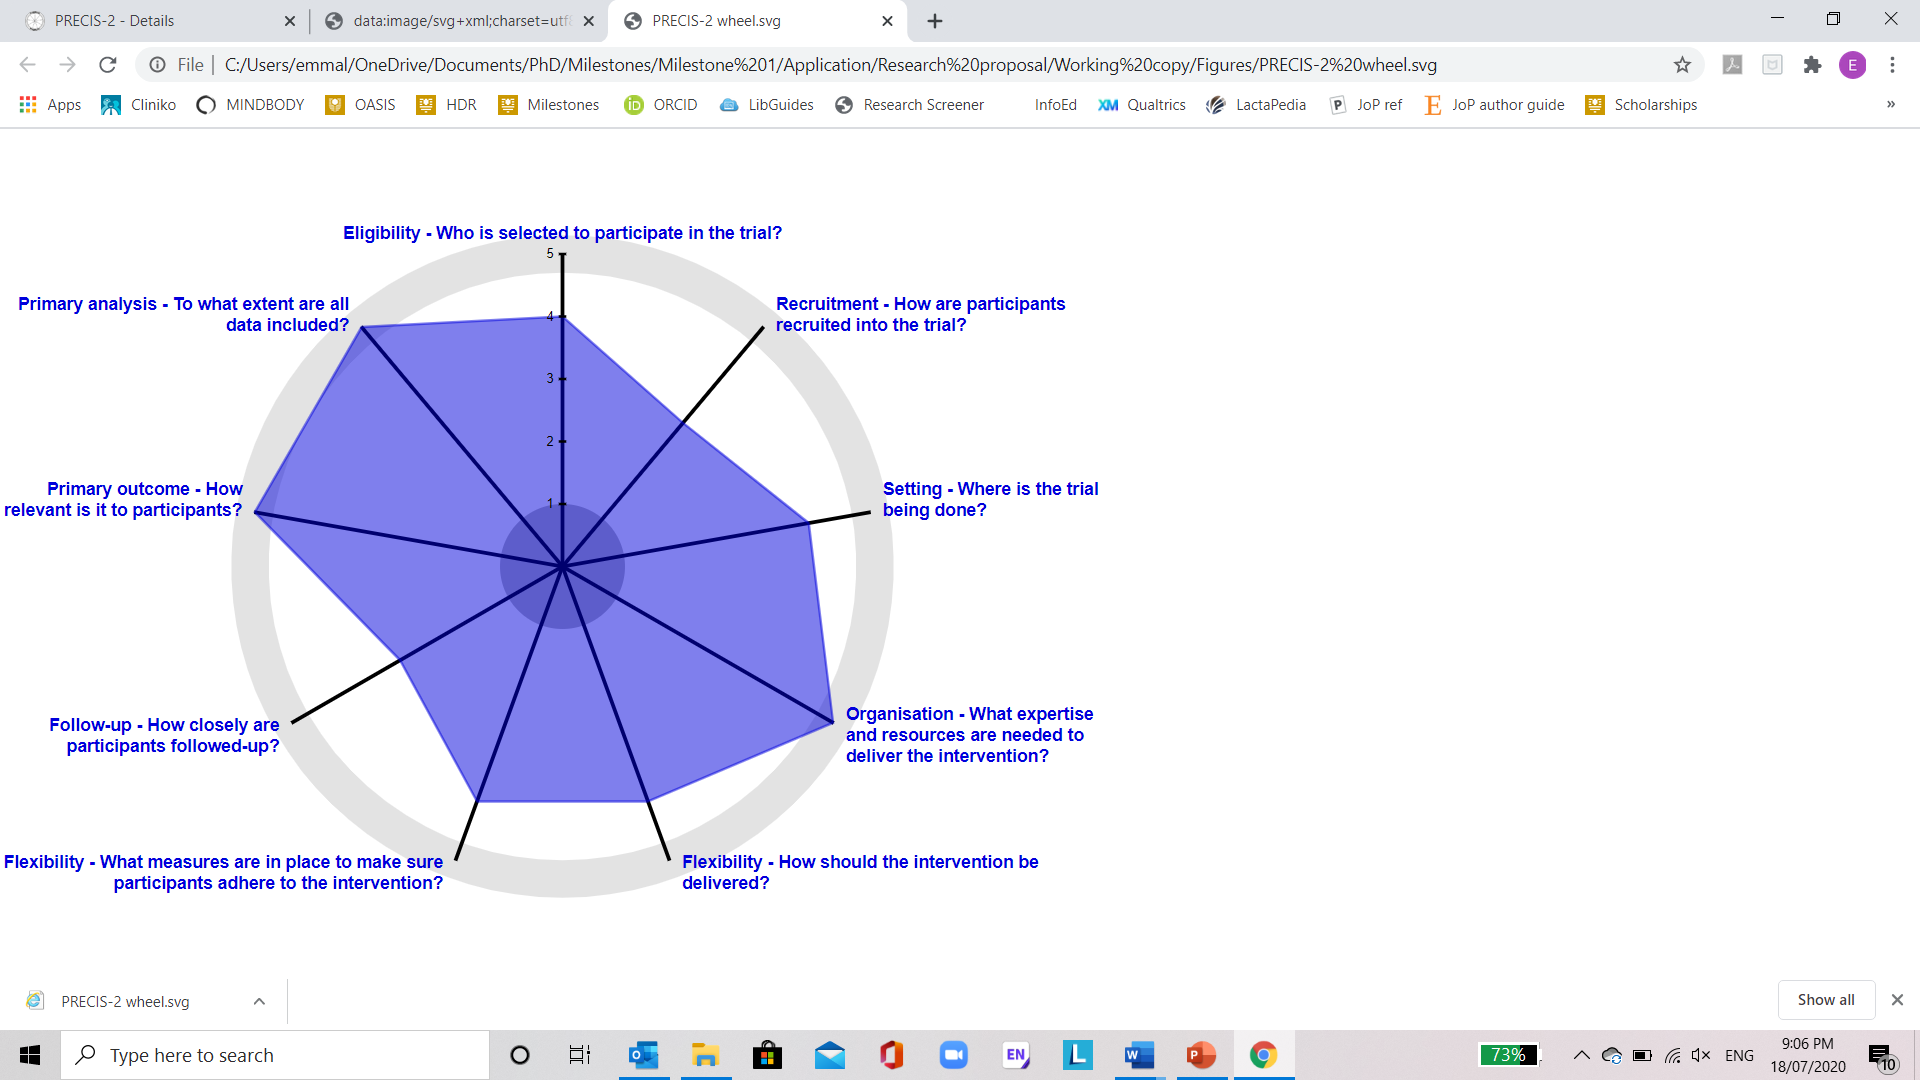 PRECIS-2 - Details
data:image/svg+xml;charset=utf8
PRECIS-2 wheel.svg
File
C:/Users/emmal/OneDrive/Documents/PhD/Milestones/Milestone%201/Application/Research%20proposal/Working%20copy/Figures/PRECIS-2%20wheel.svg
E
Apps
Cliniko
MINDBODY
OASIS
HDR
Milestones
iD
ORCID
LibGuides
Research Screener
InfoEd
XM
Qualtrics
LactaPedia
P
JoP ref
E
JoP author guide
Scholarships
»
Eligibility - Who is selected to participate in the trial?
5
4
3
2
1
Primary analysis - To what extent are all
data included?
Recruitment - How are participants
recruited into the trial?
Primary outcome - How
relevant is it to participants?
Setting - Where is the trial
being done?
Follow-up - How closely are
participants followed-up?
Organisation - What expertise
and resources are needed to
deliver the intervention?
Flexibility - What measures are in place to make sure
participants adhere to the intervention?
Flexibility - How should the intervention be
delivered?
PRECIS-2 wheel.svg
Show all
Type here to search
O
EN
L
W
P
73%
ENG
9:06 PM
18/07/2020
10